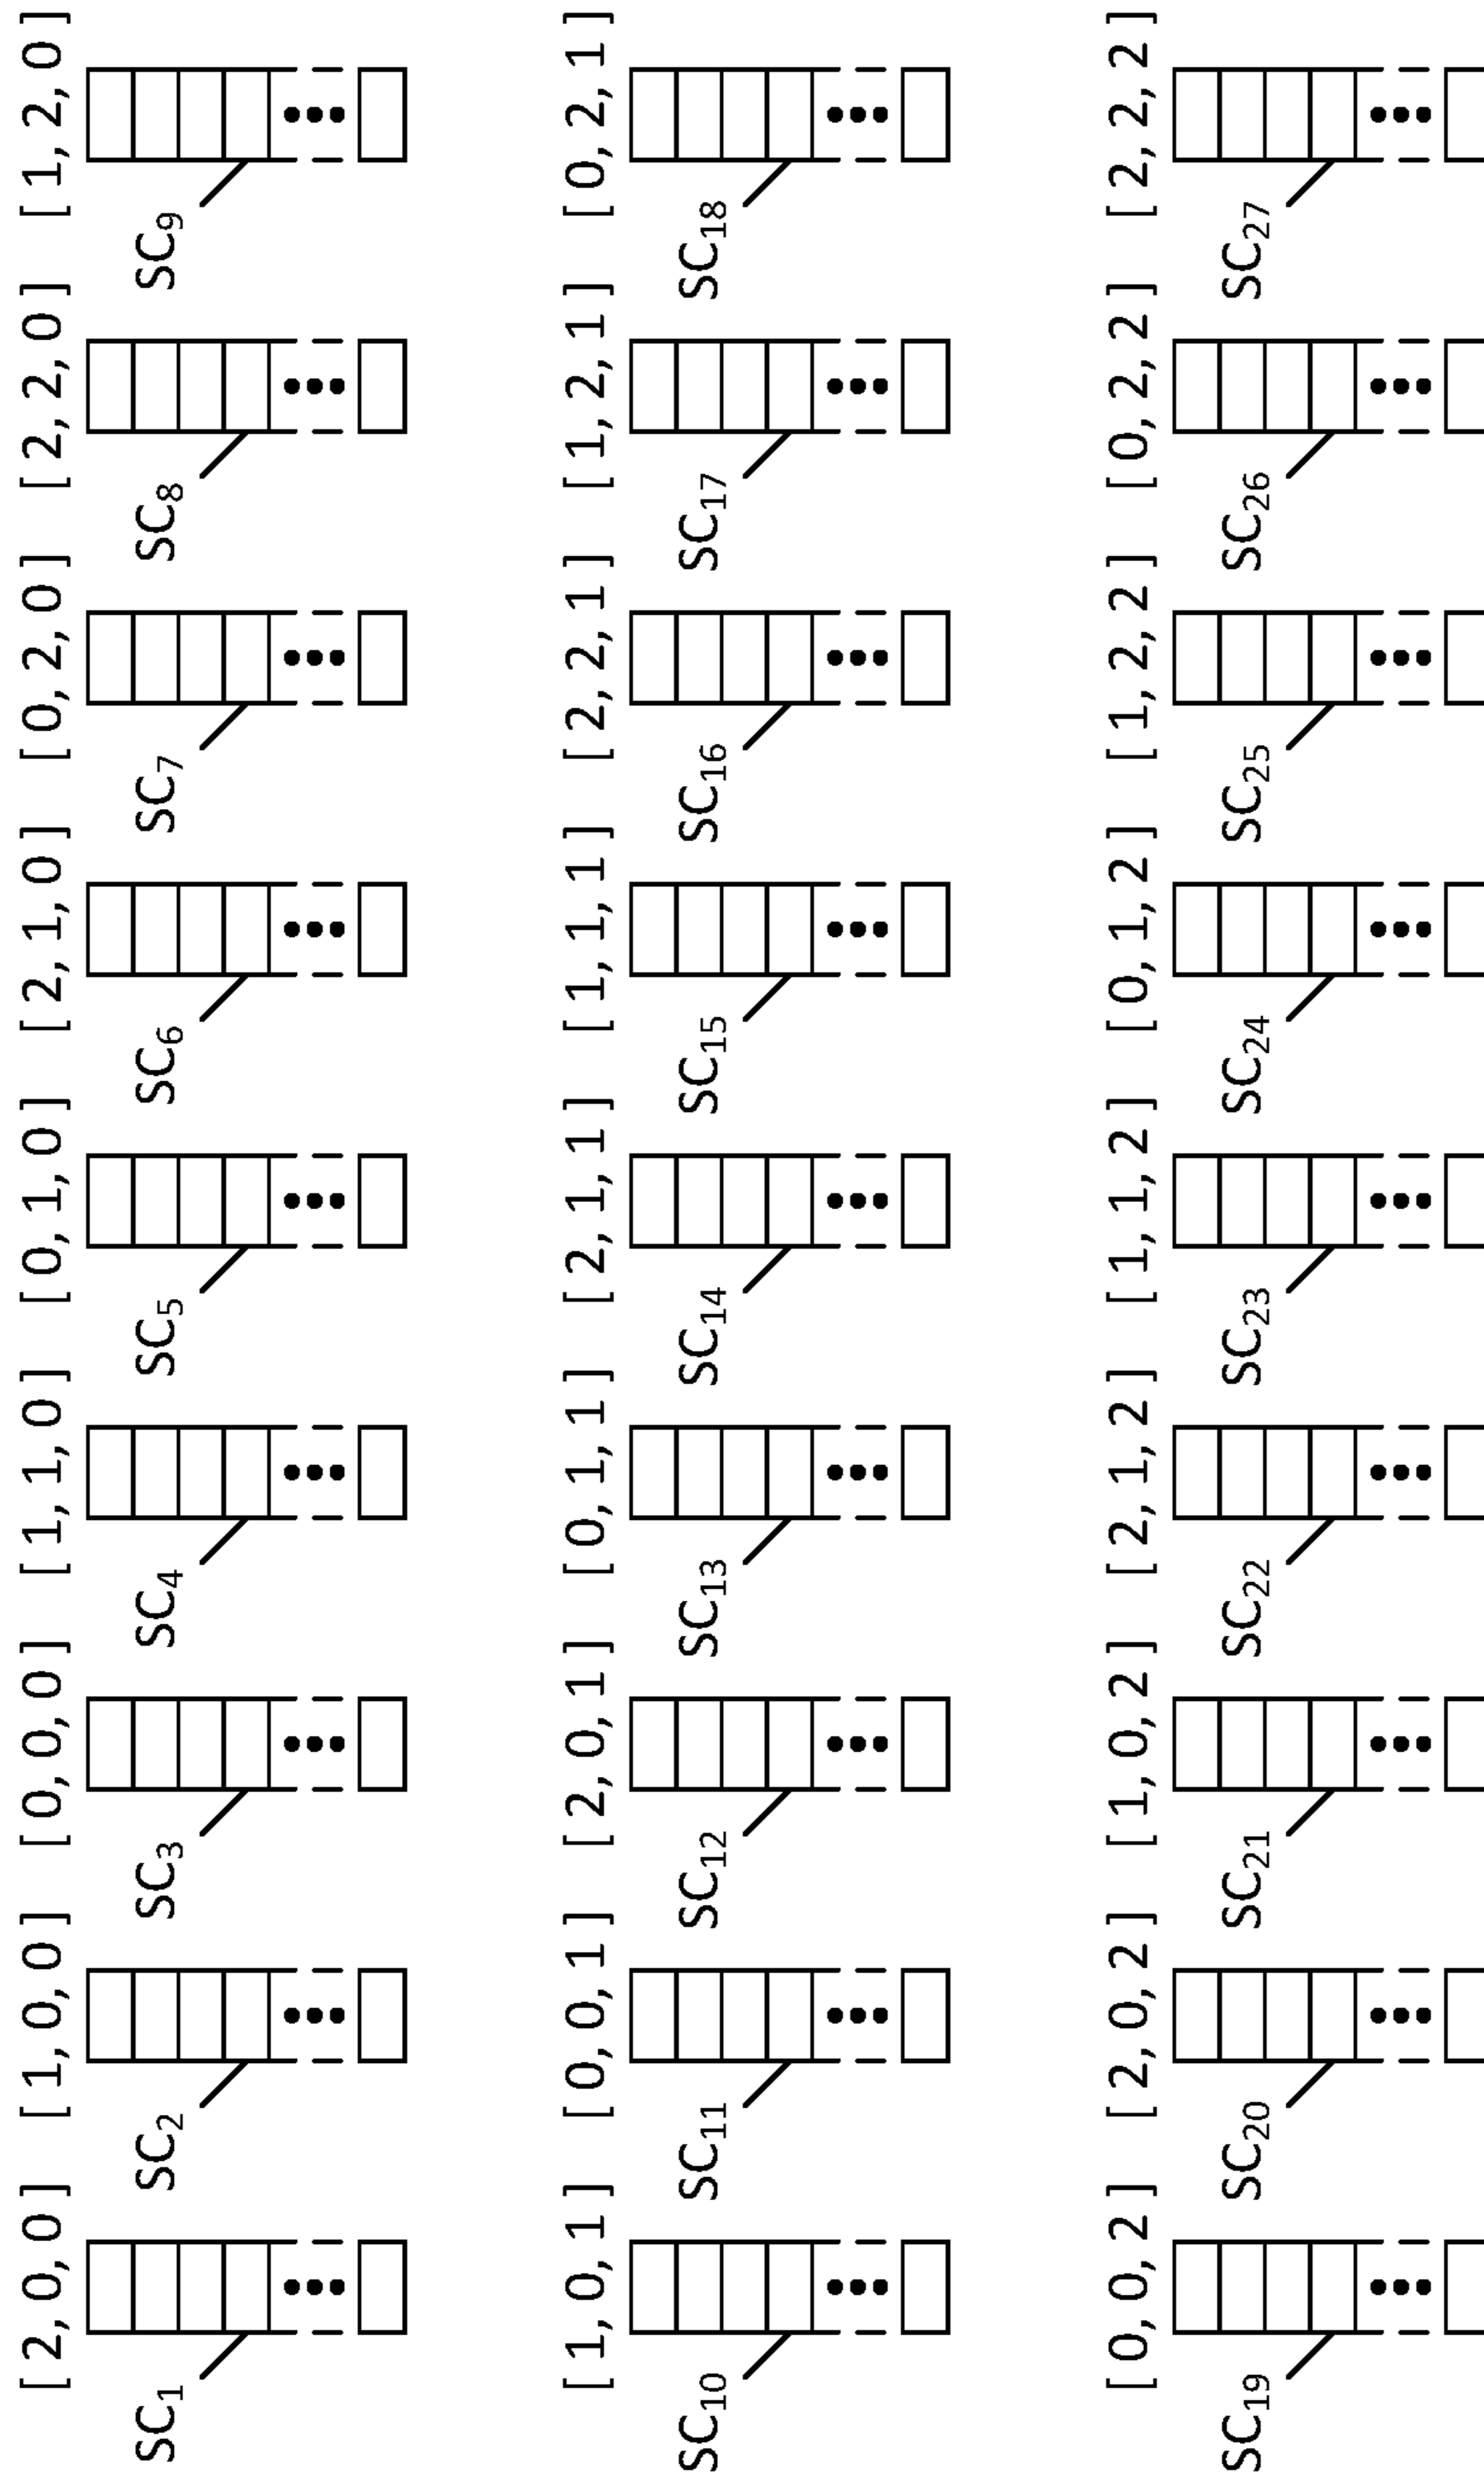 [ 2, 0, 0 ] [ 1, 0, 0 ] [ 0, 0, 0 ] [ 1, 1, 0 ] [ 0, 1, 0 ] [ 2, 1, 0 ] [ 0, 2, 0 ] [ 2, 2, 0 ] [ 1, 2, 0 ]
SC1 SC2 SC3 SC4 SC5 SC6 SC7 SC8 SC9
[ 1, 0, 1 ] [ 0, 0, 1 ] [ 2, 0, 1 ] [ 0, 1, 1 ] [ 2, 1, 1 ] [ 1, 1, 1 ] [ 2, 2, 1 ] [ 1, 2, 1 ] [ 0, 2, 1 ]
SC10 SC11 SC12 SC13 SC14 SC15 SC16 SC17 SC18
[ 0, 0, 2 ] [ 2, 0, 2 ] [ 1, 0, 2 ] [ 2, 1, 2 ] [ 1, 1, 2 ] [ 0, 1, 2 ] [ 1, 2, 2 ] [ 0, 2, 2 ] [ 2, 2, 2 ]
SC19 SC20 SC21 SC22 SC23 SC24 SC25 SC26 SC27